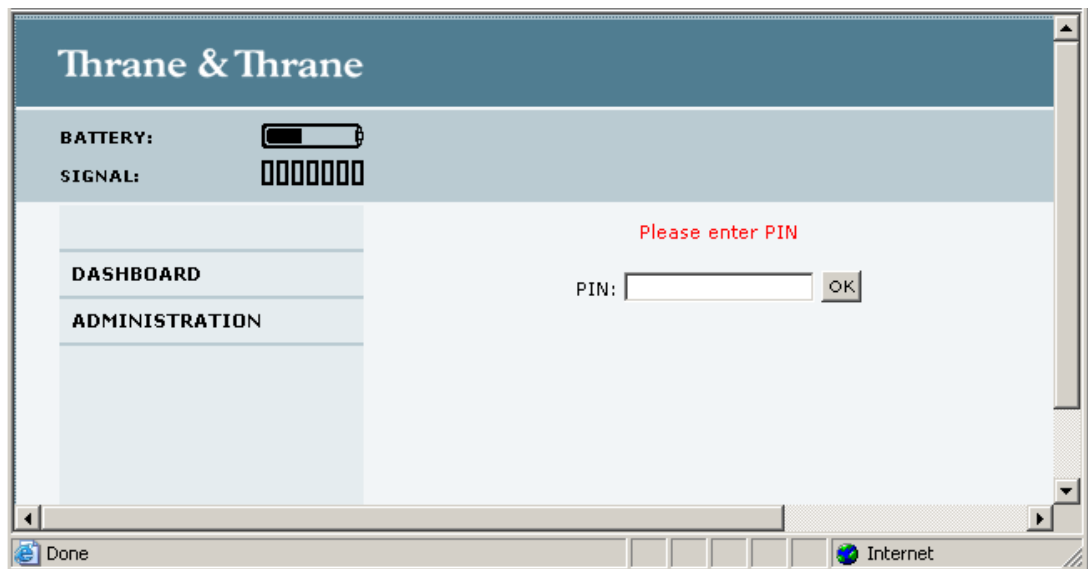 Thrane & Thrane
BATTERY:
SIGNAL:
Please enter PIN
DASHBOARD
PIN: OK
ADMINISTRATION
Done Internet